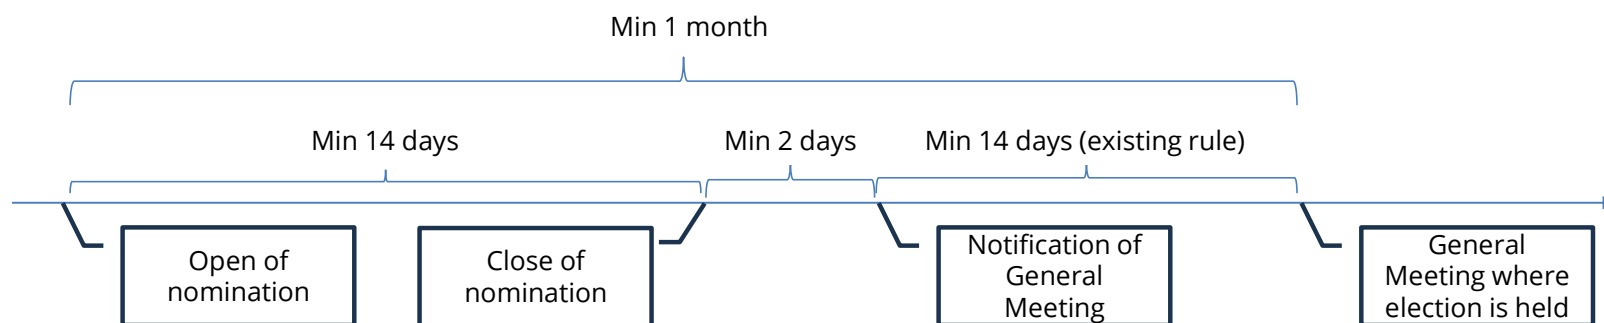 Min 1 month
Min 14 days
Min 2 days
Min 14 days (existing rule)
Open of
nomination
Close of
nomination
Notification of
General
Meeting
General
Meeting where
election is held